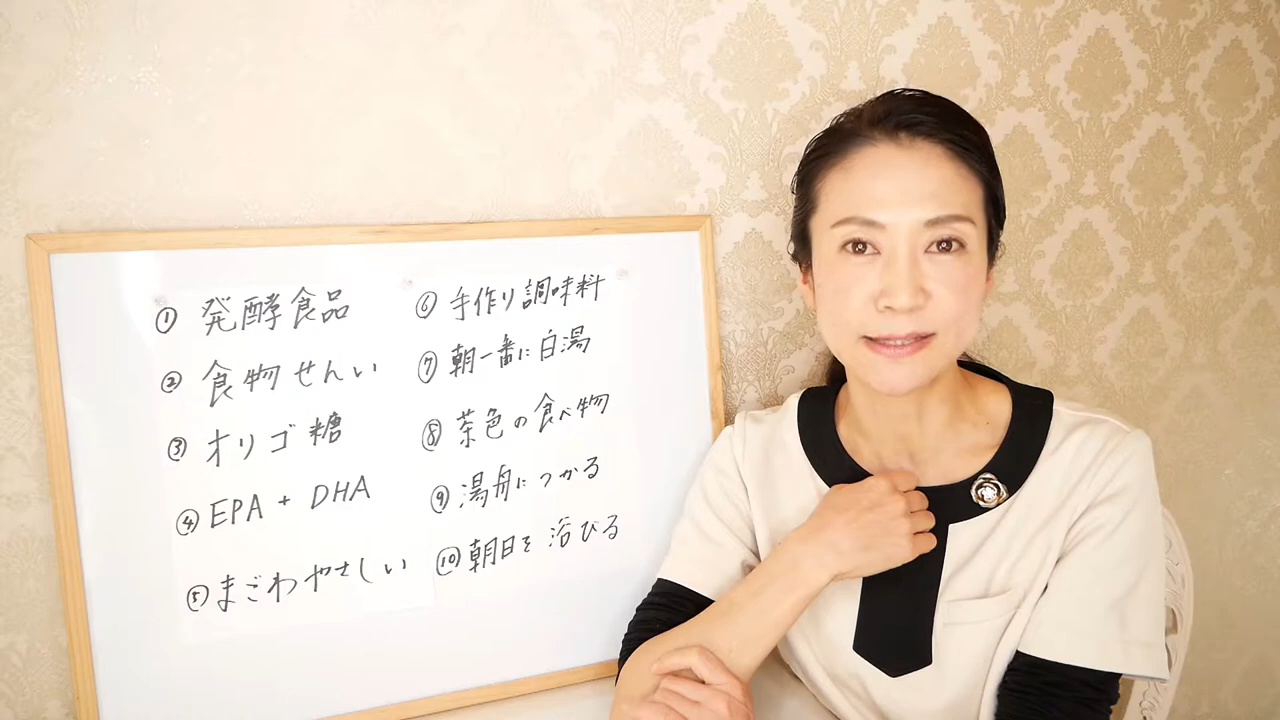 ① 発酵食品
② 食物せんい
③ オリゴ糖
④ EPA + DHA
⑤ まごわやさしい
⑥ 手作り調味料
⑦ 朝一番に白湯
⑧ 茶色の食べ物
⑨ 湯舟につかる
⑩ 朝日を浴びる